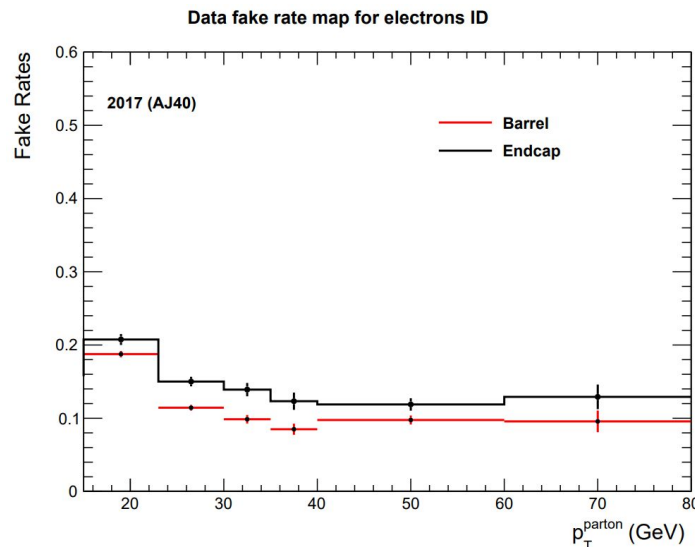 Data fake rate map for electrons ID
Fake Rates
0.6
0.5
0.4
0.3
0.2
0.1
0
2017 (AJ40)
Barrel
Endcap
20
30
40
50
60
70
80
p_T^parton (GeV)